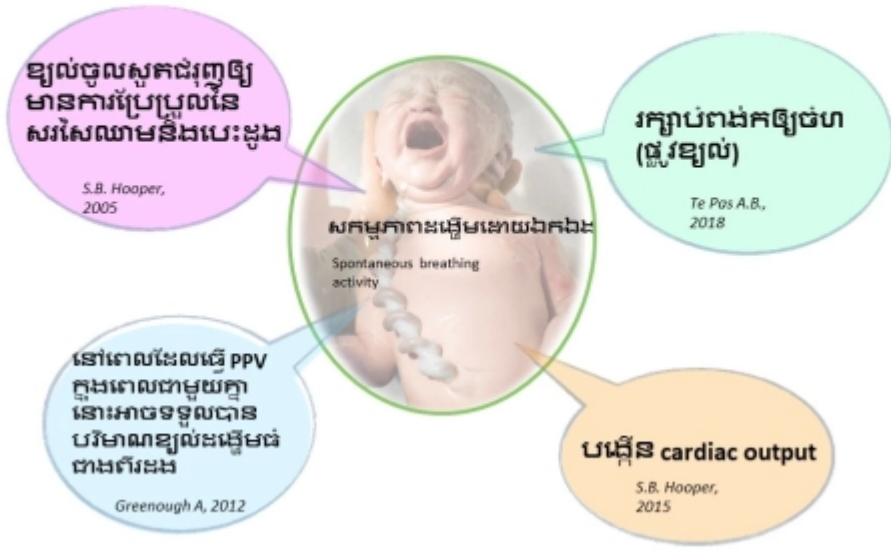 ខ្យល់ចូលសួតជំរុញឲ្យ
មានការប្រែប្រួលនៃ
សរសៃឈាមនិងបេះដូង
S.B. Hooper,
2005
រក្សាបំពង់កឲ្យចំហ
(ផ្លូវខ្យល់)
Te Pas A.B.,
2018
សកម្មភាពដង្ហើមដោយឯកឯង
Spontaneous breathing
activity
នៅពេលដែលធ្វើ PPV
ក្នុងពេលជាមួយគ្នា
នោះអាចទទួលបាន
បរិមាណខ្យល់ដង្ហើមធំ
ជាងពីរដង
Greenough A, 2012
បង្កើន cardiac output
S.B. Hooper,
2015